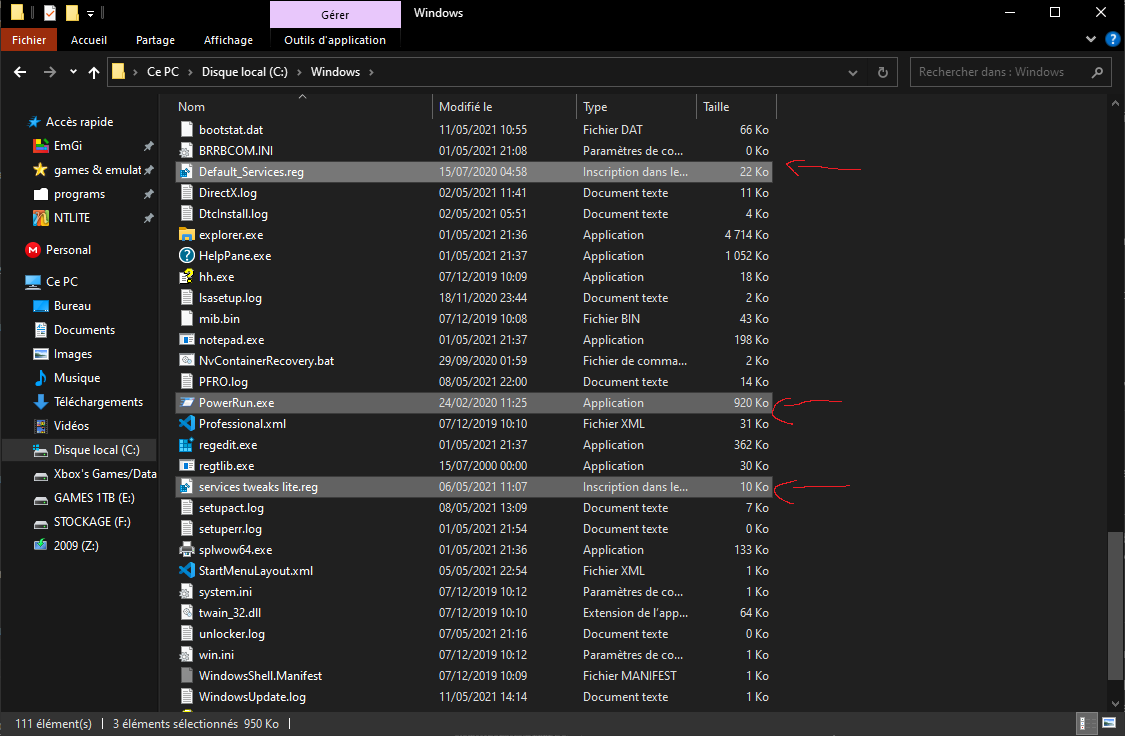 Gérer
Windows
Fichier
Accueil
Partage
Affichage
Outils d'application
?
Ce PC > Disque local (C:) > Windows >
Rechercher dans : Windows
Nom Modifié le Type Taille
Accès rapide
EmGi
games & emulat
programs
NTLITE
Personal
Ce PC
Bureau
Documents
Images
Musique
Téléchargements
Vidéos
Disque local (C:)
Xbox's Games/Data
GAMES 1TB (E:)
STOCKAGE (F:)
2009 (Z:)
bootstat.dat 11/05/2021 10:55 Fichier DAT 66 Ko
BRRBCOM.INI 01/05/2021 21:08 Paramètres de co... 0 Ko
Default_Services.reg 15/07/2020 04:58 Inscription dans le... 22 Ko
DirectX.log 02/05/2021 11:41 Document texte 11 Ko
DtcInstall.log 02/05/2021 05:51 Document texte 4 Ko
explorer.exe 01/05/2021 21:36 Application 4 714 Ko
HelpPane.exe 01/05/2021 21:37 Application 1 052 Ko
hh.exe 07/12/2019 10:09 Application 18 Ko
lsasetup.log 18/11/2020 23:44 Document texte 2 Ko
mib.bin 07/12/2019 10:08 Fichier BIN 43 Ko
notepad.exe 01/05/2021 21:37 Application 198 Ko
NvContainerRecovery.bat 29/09/2020 01:59 Fichier de comma... 2 Ko
PFRO.log 08/05/2021 22:00 Document texte 14 Ko
PowerRun.exe 24/02/2020 11:25 Application 920 Ko
Professional.xml 07/12/2019 10:10 Fichier XML 31 Ko
regedit.exe 01/05/2021 21:37 Application 362 Ko
regtlib.exe 15/07/2000 00:00 Application 30 Ko
services tweaks lite.reg 06/05/2021 11:07 Inscription dans le... 10 Ko
setupact.log 08/05/2021 13:09 Document texte 7 Ko
setuperr.log 01/05/2021 21:54 Document texte 0 Ko
splwow64.exe 01/05/2021 21:36 Application 133 Ko
StartMenuLayout.xml 05/05/2021 22:54 Fichier XML 1 Ko
system.ini 07/12/2019 10:12 Paramètres de co... 1 Ko
twain_32.dll 07/12/2019 10:10 Extension de l'app... 64 Ko
unlocker.log 07/05/2021 21:16 Document texte 0 Ko
win.ini 07/12/2019 10:12 Paramètres de co... 1 Ko
WindowsShell.Manifest 07/12/2019 10:09 Fichier MANIFEST 1 Ko
WindowsUpdate.log 11/05/2021 14:14 Document texte 1 Ko
111 élément(s) 3 éléments sélectionnés 950 Ko